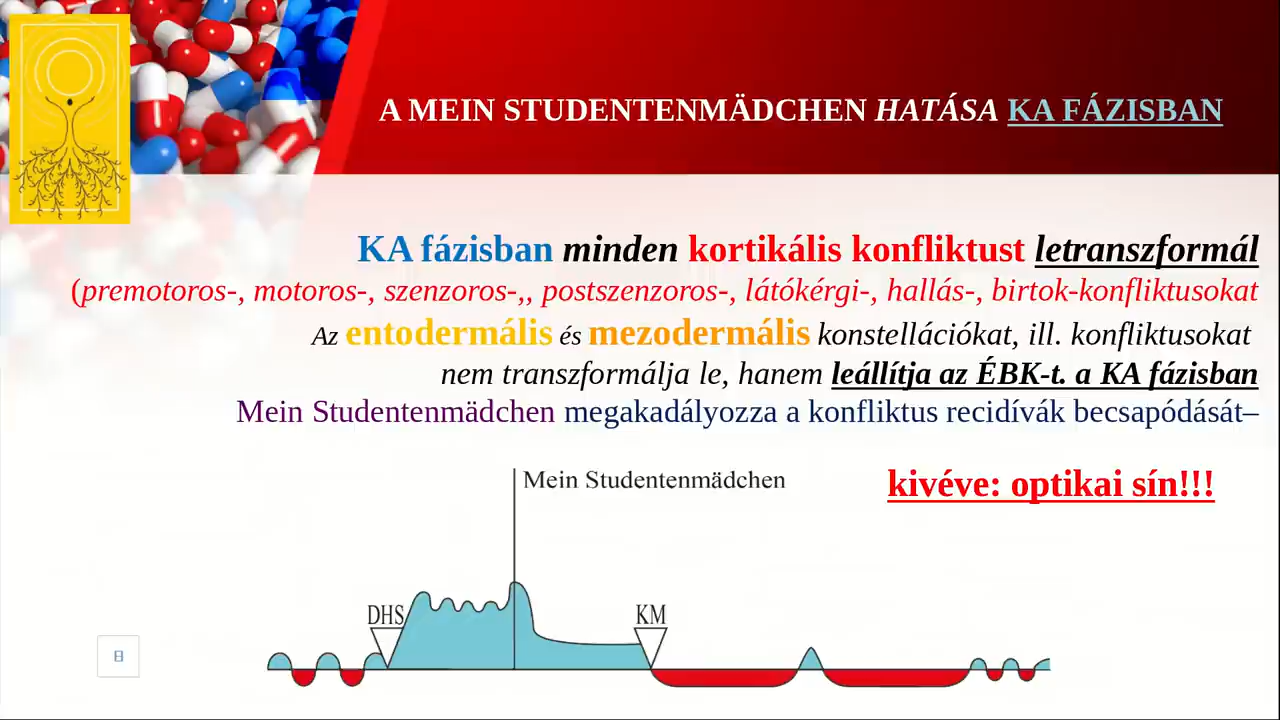 A MEIN STUDENTENMÄDCHEN HATÁSA KA FÁZISBAN
KA fázisban minden kortikális konfliktust letranszformál
(premotoros-, motoros-, szenzoros-,, postszenzoros-, látókérgi-, hallás-, birtok-konfliktusokat
Az entodermális és mezodermális konstellációkat, ill. konfliktusokat
nem transzformálja le, hanem leállítja az ÉBK-t. a KA fázisban
Mein Studentenmädchen megakadályozza a konfliktus recidívák becsapódását–
Mein Studentenmädchen
kivéve: optikai sín!!!
DHS
KM